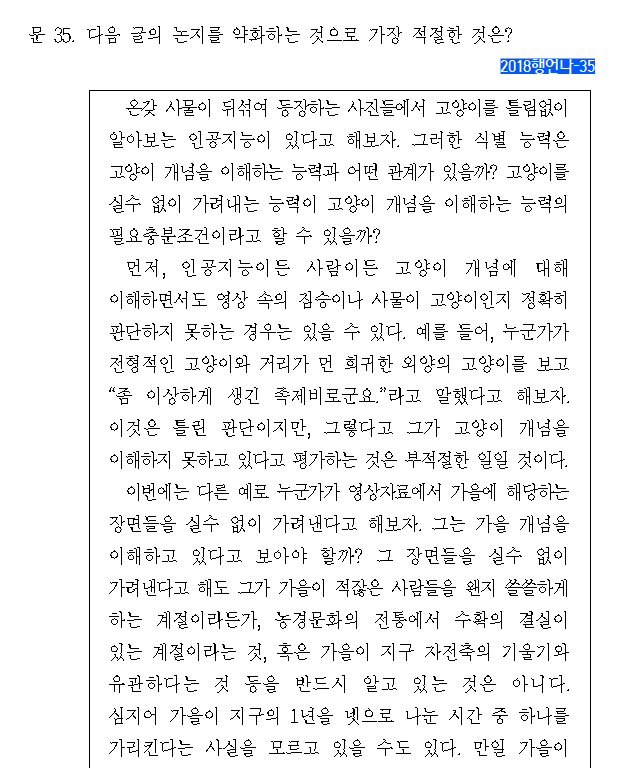 문 35. 다음 글의 논지를 약화하는 것으로 가장 적절한 것은?
2018행언나-35
온갖 사물이 뒤섞여 등장하는 사진들에서 고양이를 틀림없이
알아보는 인공지능이 있다고 해보자. 그러한 식별 능력은
고양이 개념을 이해하는 능력과 어떤 관계가 있을까? 고양이를
실수 없이 가려내는 능력이 고양이 개념을 이해하는 능력의
필요충분조건이라고 할 수 있을까?
먼저, 인공지능이든 사람이든 고양이 개념에 대해
이해하면서도 영상 속의 짐승이나 사물이 고양이인지 정확히
판단하지 못하는 경우는 있을 수 있다. 예를 들어, 누군가가
전형적인 고양이와 거리가 먼 희귀한 외양의 고양이를 보고
“좀 이상하게 생긴 족제비로군요.”라고 말했다고 해보자.
이것은 틀린 판단이지만, 그렇다고 그가 고양이 개념을
이해하지 못하고 있다고 평가하는 것은 부적절한 일일 것이다.
이번에는 다른 예로 누군가가 영상자료에서 가을에 해당하는
장면들을 실수 없이 가려낸다고 해보자. 그는 가을 개념을
이해하고 있다고 보아야 할까? 그 장면들을 실수 없이
가려낸다고 해도 그가 가을이 적잖은 사람들을 왠지 쓸쓸하게
하는 계절이라든가, 농경문화의 전통에서 수확의 결실이
있는 계절이라는 것, 혹은 가을이 지구 자전축의 기울기와
유관하다는 것 등을 반드시 알고 있는 것은 아니다.
심지어 가을이 지구의 1년을 넷으로 나눈 시간 중 하나를
가리킨다는 사실을 모르고 있을 수도 있다. 만일 가을이